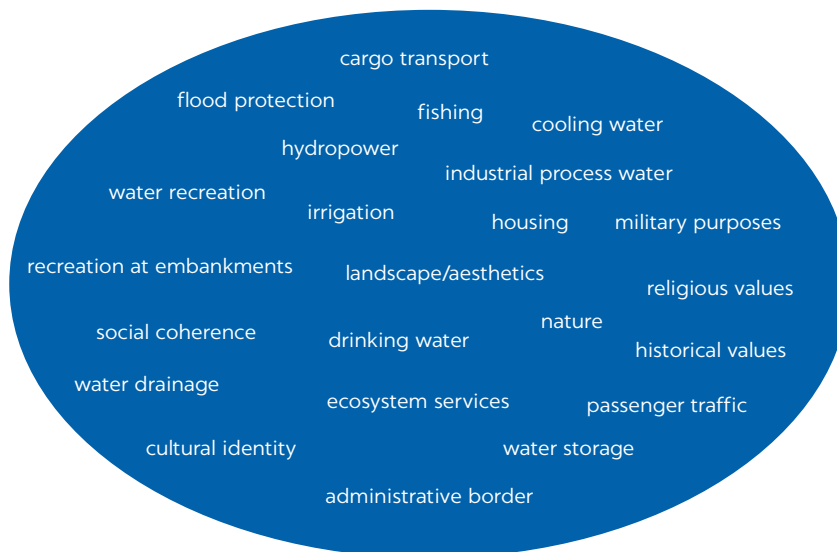 cargo transport
flood protection
fishing
cooling water
hydropower
industrial process water
water recreation
irrigation
housing
military purposes
recreation at embankments
landscape/aesthetics
religious values
nature
social coherence
drinking water
historical values
water drainage
ecosystem services
passenger traffic
cultural identity
water storage
administrative border